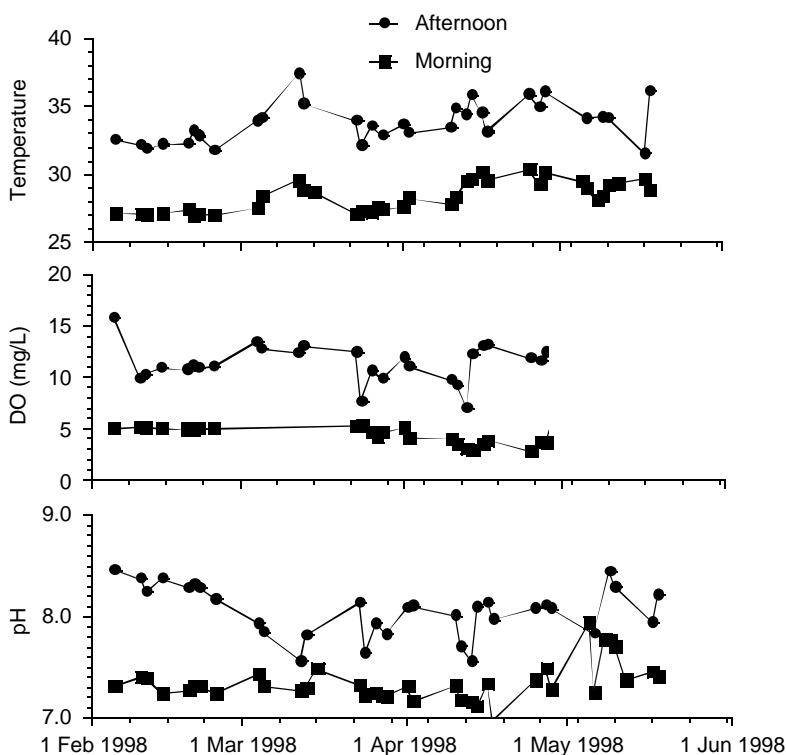 Afternoon
Morning
Temperature
40
35
30
25
DO (mg/L)
20
15
10
5
0
pH
9.0
8.0
7.0
1 Feb 1998
1 Mar 1998
1 Apr 1998
1 May 1998
1 Jun 1998